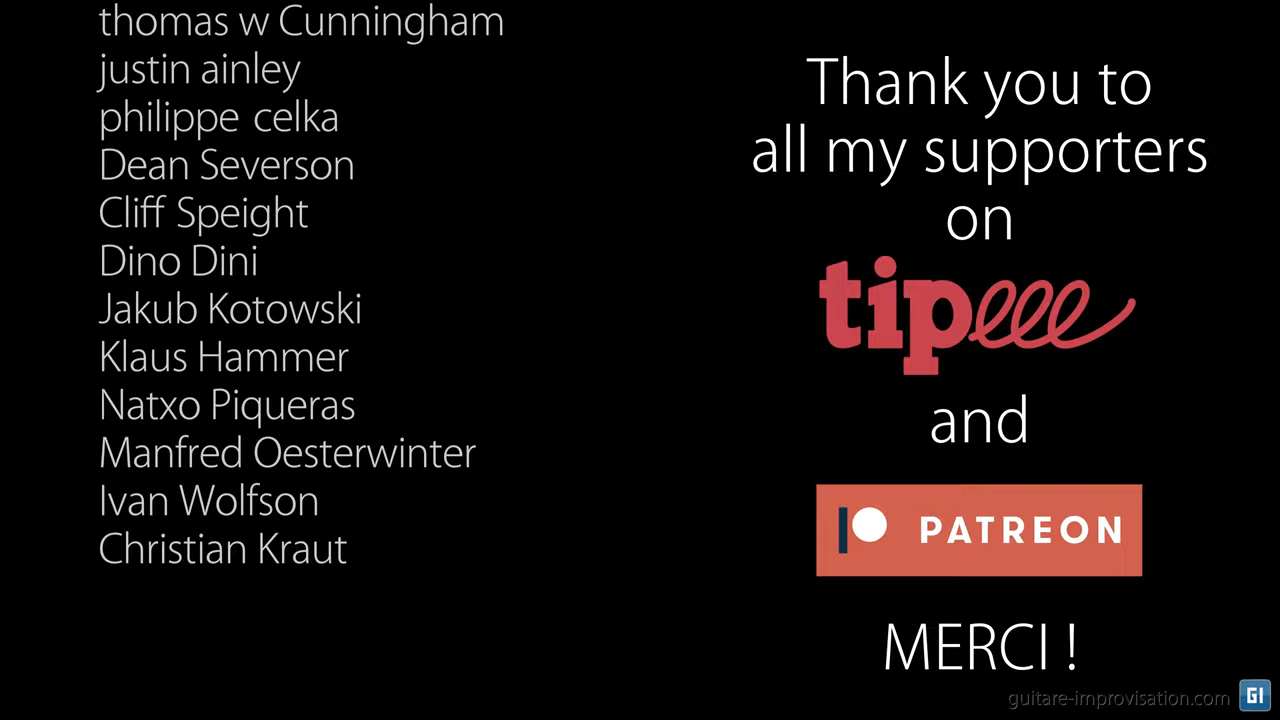 thomas w Cunningham
justin ainley
philippe celka
Dean Severson
Cliff Speight
Dino Dini
Jakub Kotowski
Klaus Hammer
Natxo Piqueras
Manfred Oesterwinter
Ivan Wolfson
Christian Kraut
Thank you to
all my supporters
on
tipeee
and
PATREON
MERCI !
guitare-improvisation.com GI